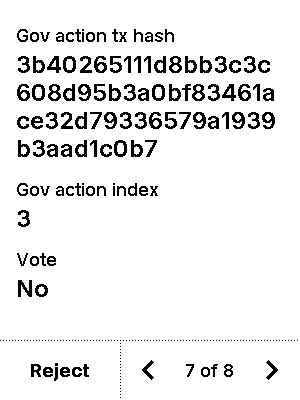 Gov action tx hash
3b40265111d8bb3c3c
608d95b3a0bf83461a
ce32d79336579a1939
b3aad1c0b7
Gov action index
3
Vote
No
Reject
7 of 8